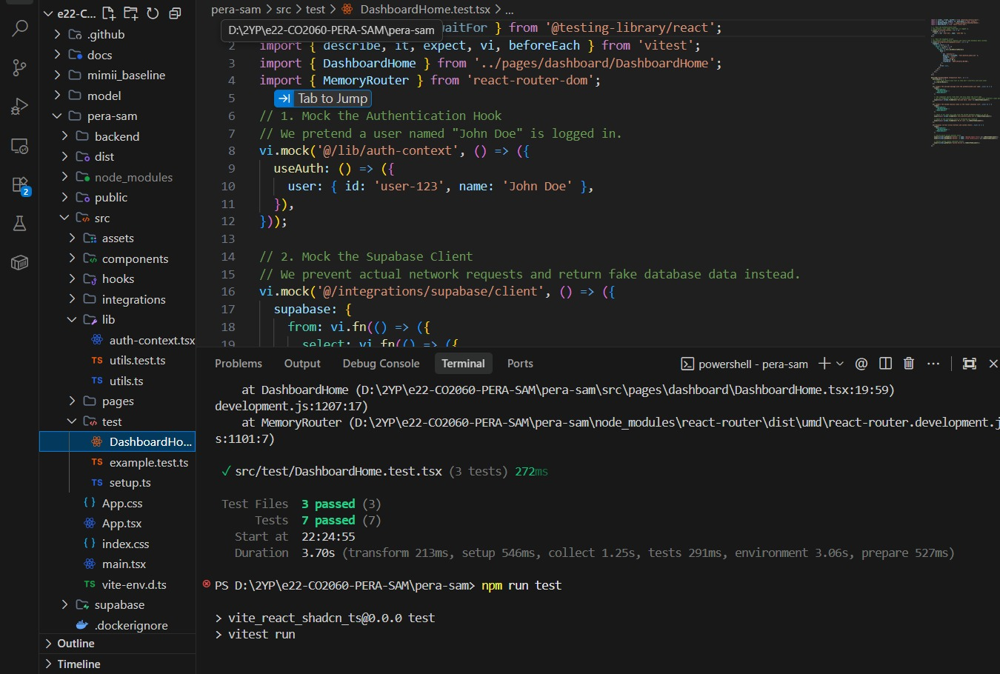 e22-C...
.github
docs
mimii_baseline
model
pera-sam
backend
dist
node_modules
public
src
assets
components
hooks
integrations
lib
auth-context.tsx
TS utils.test.ts
TS utils.ts
pages
test
DashboardHo...
TS example.test.ts
TS setup.ts
{} App.css
App.tsx
{} index.css
main.tsx
TS vite-env.d.ts
supabase
.dockerignore
Outline
Timeline
2
pera-sam > src > test > DashboardHome.test.tsx > ...
D:\2YP\e22-CO2060-PERA-SAM\pera-sam
waitFor } from '@testing-library/react';
2 import { describe, it, expect, vi, beforeEach } from 'vitest';
3 import { DashboardHome } from '../pages/dashboard/DashboardHome';
4 import { MemoryRouter } from 'react-router-dom';
5
Tab to Jump
6 // 1. Mock the Authentication Hook
7 // We pretend a user named "John Doe" is logged in.
8 vi.mock('@/lib/auth-context', () => ({
9 useAuth: () => ({
10 user: { id: 'user-123', name: 'John Doe' },
11 }),
12 }));
13
14 // 2. Mock the Supabase Client
15 // We prevent actual network requests and return fake database data instead.
16 vi.mock('@/integrations/supabase/client', () => ({
17 supabase: {
18 from: vi.fn(() => ({
19 select: vi.fn(() => ({
Problems Output Debug Console Terminal Ports
powershell - pera-sam
at DashboardHome (D:\2YP\e22-CO2060-PERA-SAM\pera-sam\src\pages\dashboard\DashboardHome.tsx:19:59)
development.js:1207:17)
at MemoryRouter (D:\2YP\e22-CO2060-PERA-SAM\pera-sam\node_modules\react-router\dist\umd\react-router.development.j
s:1101:7)
✓ src/test/DashboardHome.test.tsx (3 tests) 272ms
Test Files 3 passed (3)
Tests 7 passed (7)
Start at 22:24:55
Duration 3.70s (transform 213ms, setup 546ms, collect 1.25s, tests 291ms, environment 3.06s, prepare 527ms)
PS D:\2YP\e22-CO2060-PERA-SAM\pera-sam> npm run test
> vite_react_shadcn_ts@0.0.0 test
> vitest run